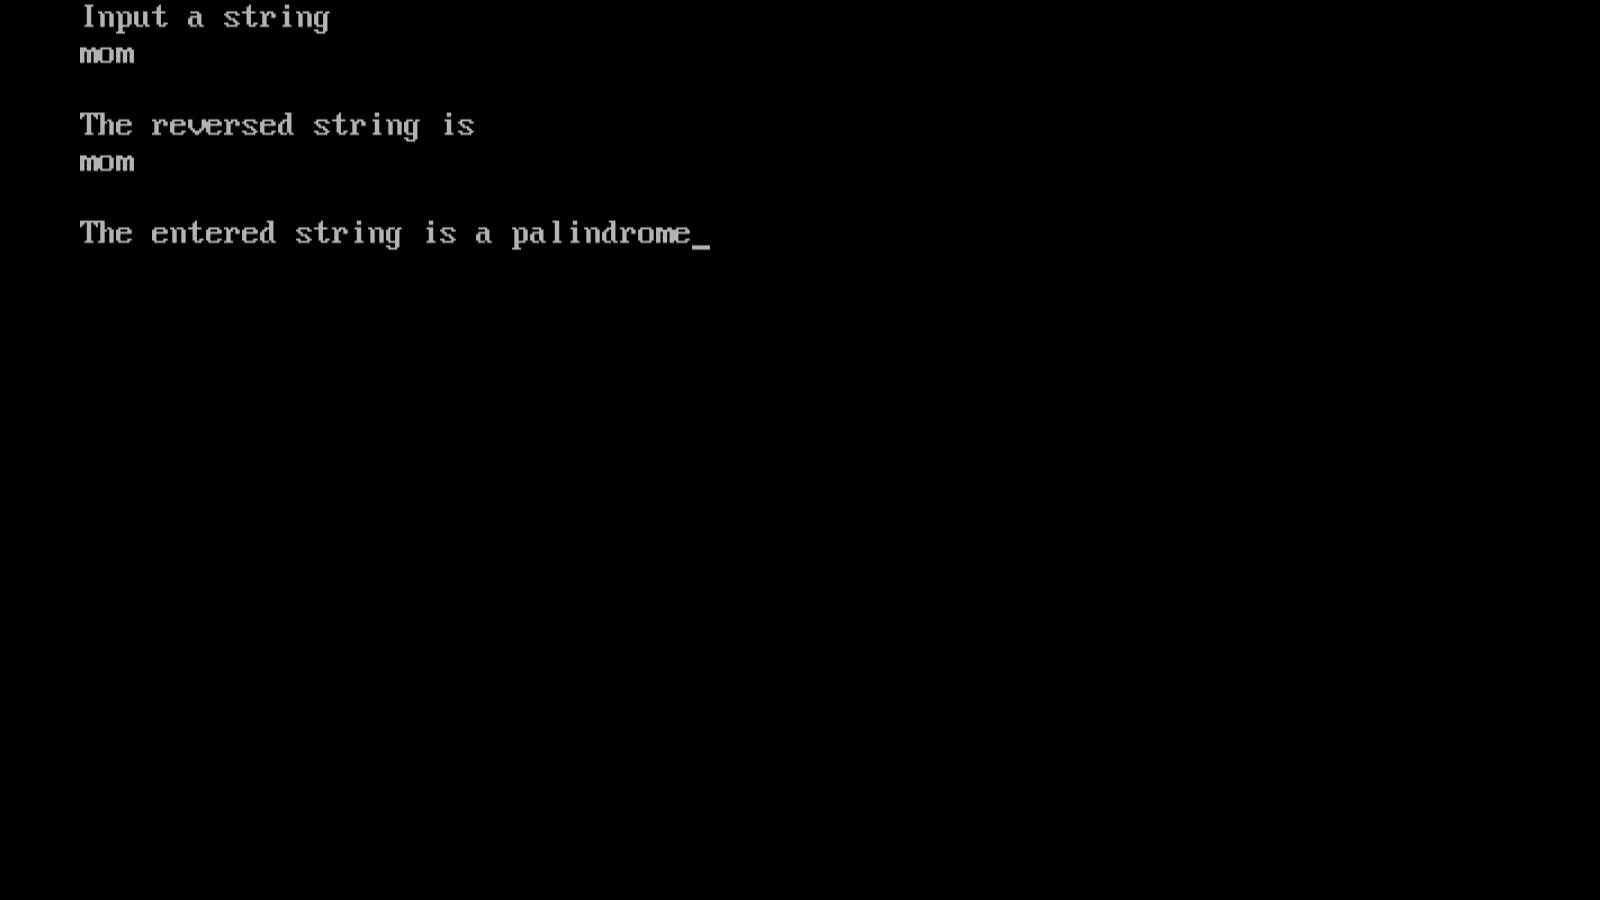 Input a string
mom
The reversed string is
mom
The entered string is a palindrome_